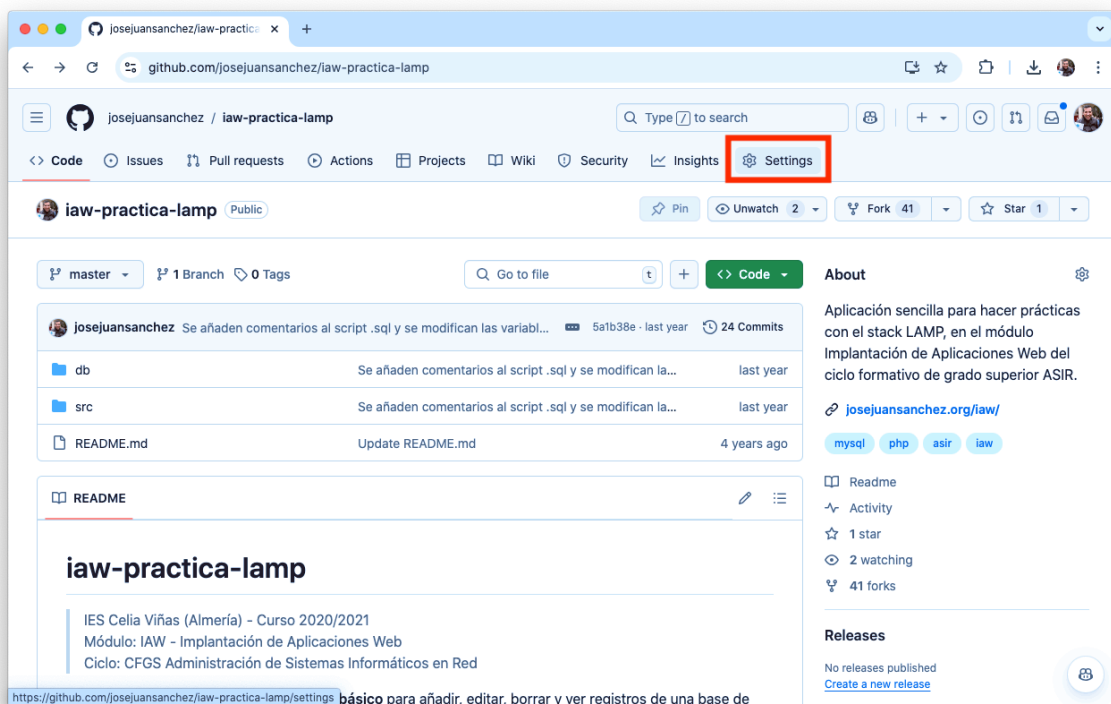 josejuansanchez/iaw-practica
github.com/josejuansanchez/iaw-practica-lamp
josejuansanchez / iaw-practica-lamp
Type / to search
Code Issues Pull requests Actions Projects Wiki Security Insights Settings
iaw-practica-lamp Public
Pin Unwatch 2 Fork 41 Star 1
master 1 Branch 0 Tags Go to file t Code
josejuansanchez Se añaden comentarios al script .sql y se modifican las variabl... 5a1b38e · last year 24 Commits
db Se añaden comentarios al script .sql y se modifican la... last year
src Se añaden comentarios al script .sql y se modifican la... last year
README.md Update README.md 4 years ago
README
iaw-practica-lamp
IES Celia Viñas (Almería) - Curso 2020/2021
Módulo: IAW - Implantación de Aplicaciones Web
Ciclo: CFGS Administración de Sistemas Informáticos en Red
básico para añadir, editar, borrar y ver registros de una base de
https://github.com/josejuansanchez/iaw-practica-lamp/settings
About
Aplicación sencilla para hacer prácticas
con el stack LAMP, en el módulo
Implantación de Aplicaciones Web del
ciclo formativo de grado superior ASIR.
josejuansanchez.org/iaw/
mysql php asir iaw
Readme
Activity
1 star
2 watching
41 forks
Releases
No releases published
Create a new release